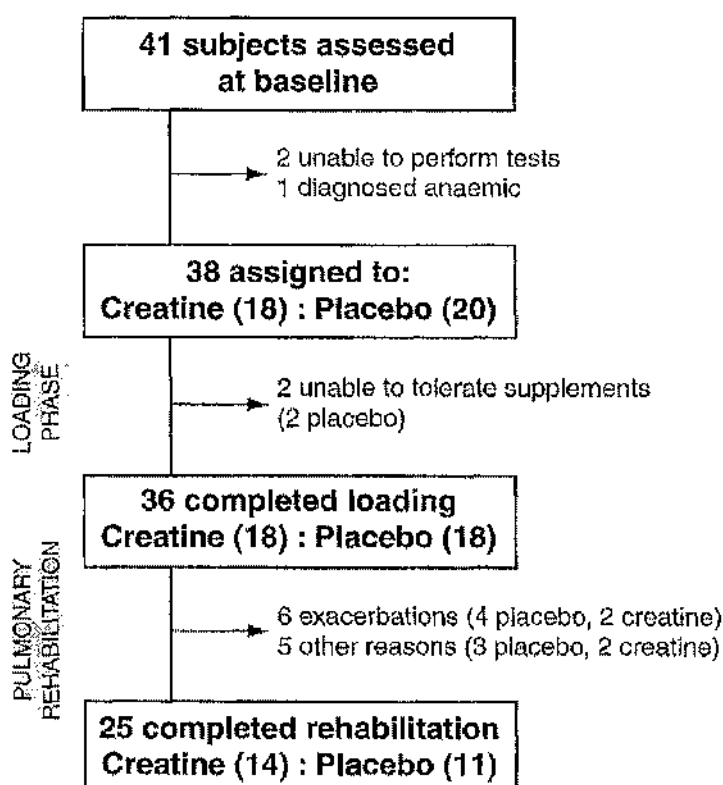 41 subjects assessed
at baseline
2 unable to perform tests
1 diagnosed anaemic
38 assigned to:
Creatine (18) : Placebo (20)
LOADING
PHASE
2 unable to tolerate supplements
(2 placebo)
36 completed loading
Creatine (18) : Placebo (18)
PULMONARY
REHABILITATION
6 exacerbations (4 placebo, 2 creatine)
5 other reasons (3 placebo, 2 creatine)
25 completed rehabilitation
Creatine (14) : Placebo (11)